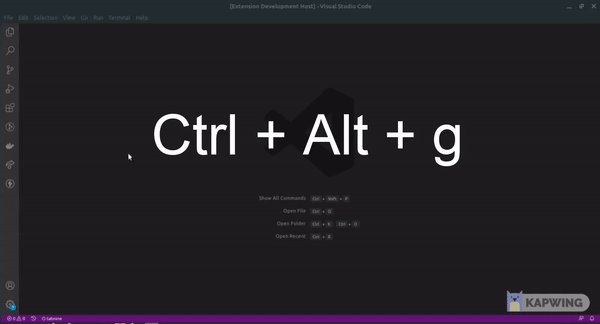 [Extension Development Host] - Visual Studio Code
File Edit Selection View Go Run Terminal Help
Ctrl + Alt + g
Show All Commands Ctrl + Shift + P
Open File Ctrl + O
Open Folder Ctrl + K Ctrl + O
Open Recent Ctrl + R
0 0 tabnine
KAPWING